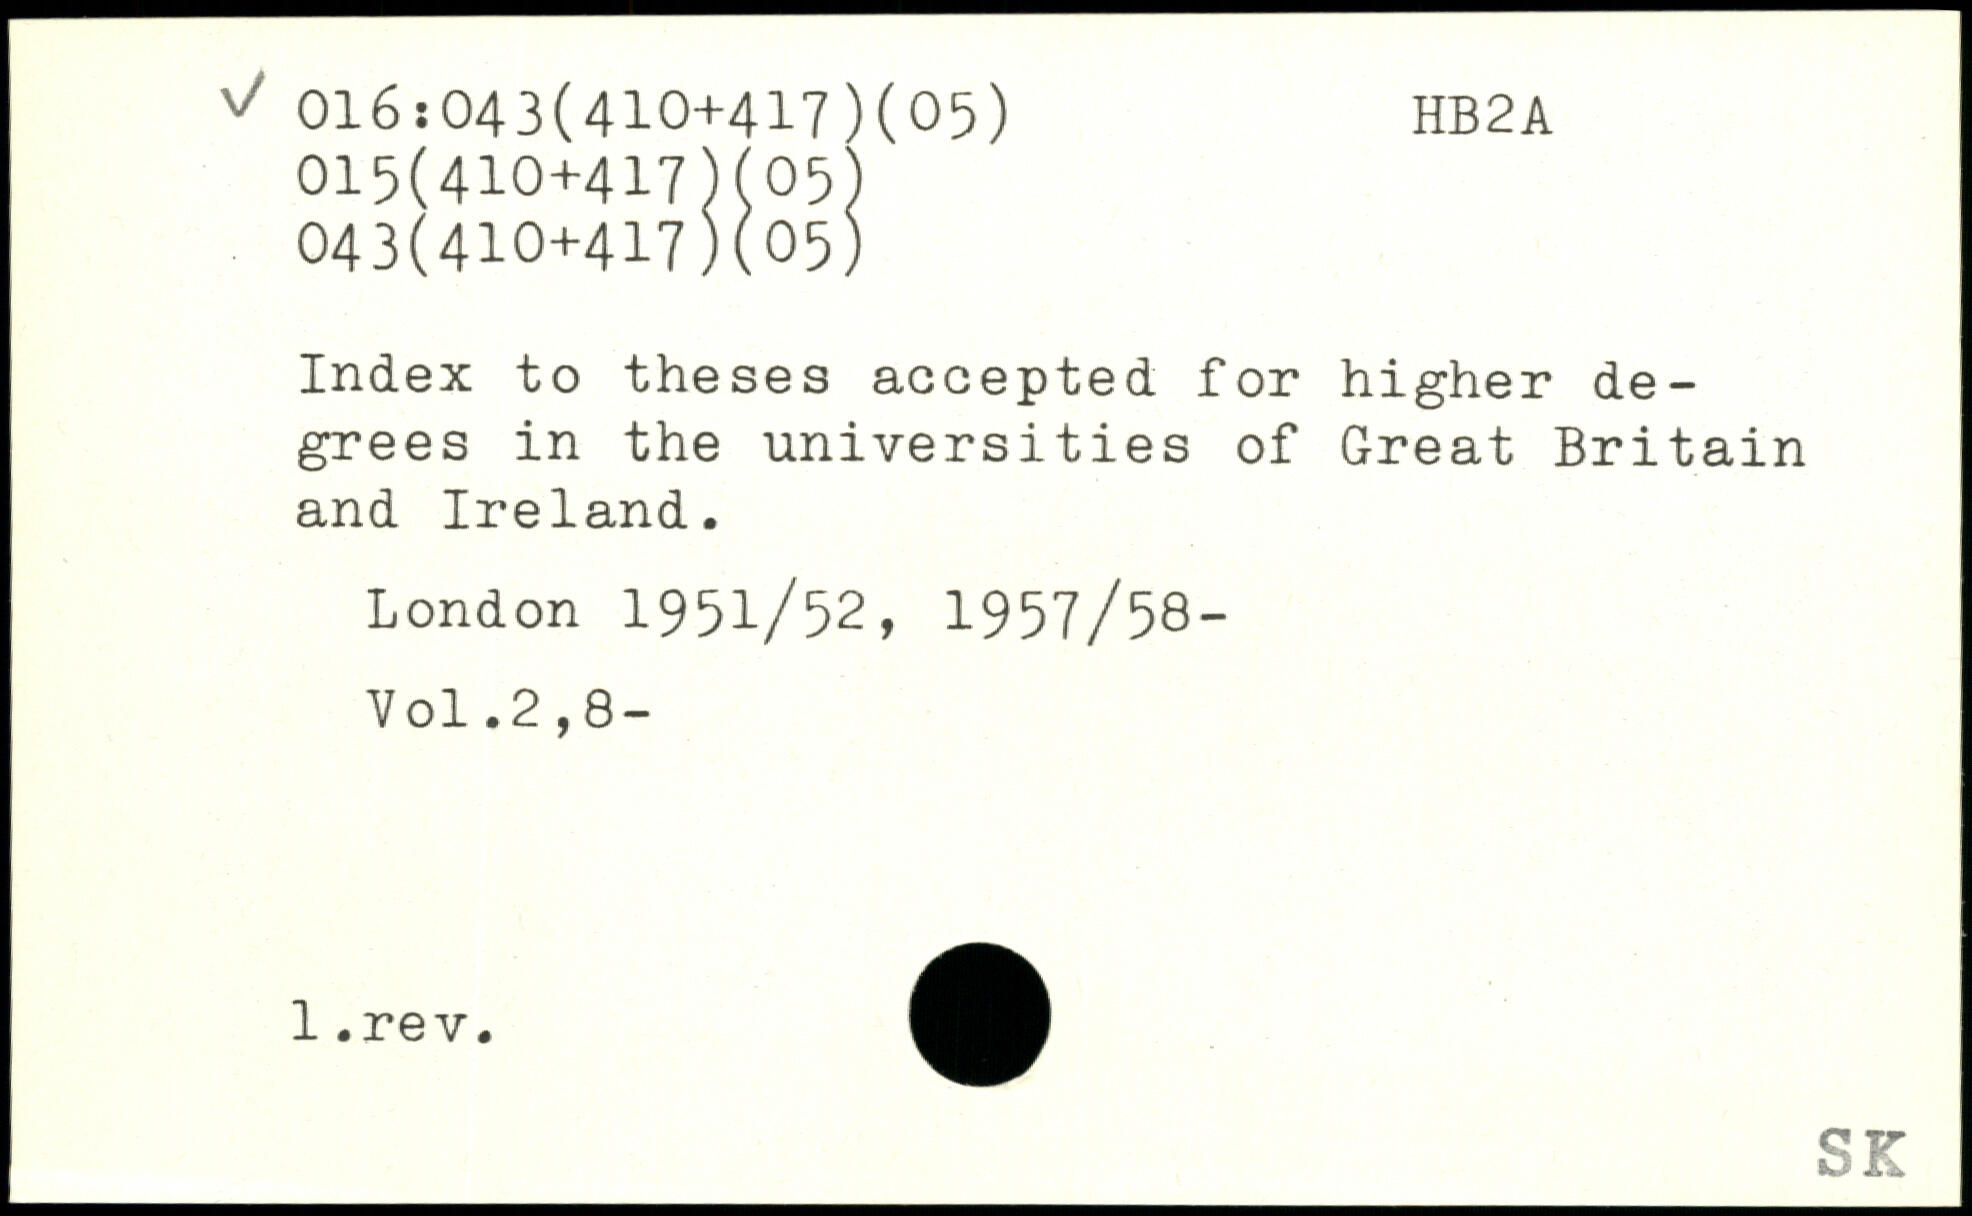 ✓ 016:043(410+417)(05) HB2A
015(410+417)(05)
043(410+417)(05)
Index to theses accepted for higher de-
grees in the universities of Great Britain
and Ireland.
London 1951/52, 1957/58-
Vol.2,8-
1.rev.
SK